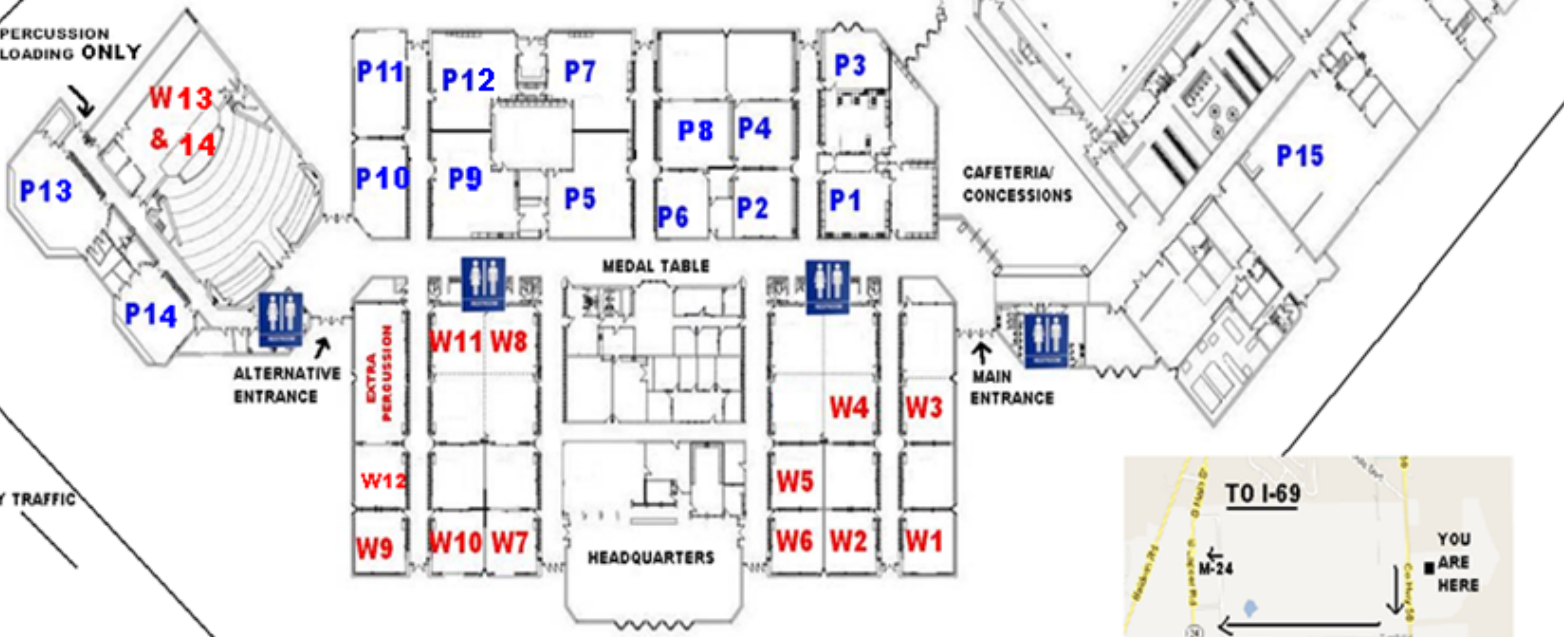 PERCUSSION
LOADING ONLY
W 13
& 14
P13
P14
P11
P12
P7
P3
P8
P4
P10
P9
P5
P6
P2
P1
P15
CAFETERIA/
CONCESSIONS
MEDAL TABLE
ALTERNATIVE
ENTRANCE
EXTRA
PERCUSSION
W11
W8
W4
W3
MAIN
ENTRANCE
W12
W5
W9
W10
W7
W6
W2
W1
HEADQUARTERS
Y TRAFFIC
TO I-69
M-24
YOU
ARE
HERE
24